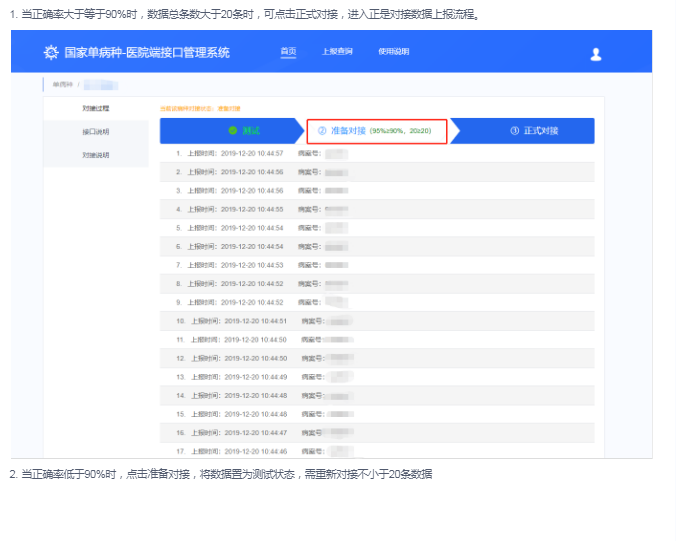 1. 当正确率大于等于90%时，数据总条数大于20条时，可点击正式对接，进入正是对接数据上报流程。
国家单病种-医院端接口管理系统 首页 上报查询 使用说明
单病种 /
对接过程
接口说明
对接说明
当前该病种对接状态：准备对接
测试 ② 准备对接 (95%≥90%，20≥20) ③ 正式对接
1. 上报时间：2019-12-20 10:44:57 病案号：
2. 上报时间：2019-12-20 10:44:56 病案号：
3. 上报时间：2019-12-20 10:44:56 病案号：
4. 上报时间：2019-12-20 10:44:55 病案号：
5. 上报时间：2019-12-20 10:44:54 病案号：
6. 上报时间：2019-12-20 10:44:54 病案号：
7. 上报时间：2019-12-20 10:44:53 病案号：
8. 上报时间：2019-12-20 10:44:52 病案号：
9. 上报时间：2019-12-20 10:44:52 病案号：
10. 上报时间：2019-12-20 10:44:51 病案号：
11. 上报时间：2019-12-20 10:44:50 病案号：
12. 上报时间：2019-12-20 10:44:50 病案号：
13. 上报时间：2019-12-20 10:44:49 病案号：
14. 上报时间：2019-12-20 10:44:48 病案号：
15. 上报时间：2019-12-20 10:44:48 病案号：
16. 上报时间：2019-12-20 10:44:47 病案号：
17. 上报时间：2019-12-20 10:44:46 病案号：
2. 当正确率低于90%时，点击准备对接，将数据置为测试状态，需重新对接不小于20条数据